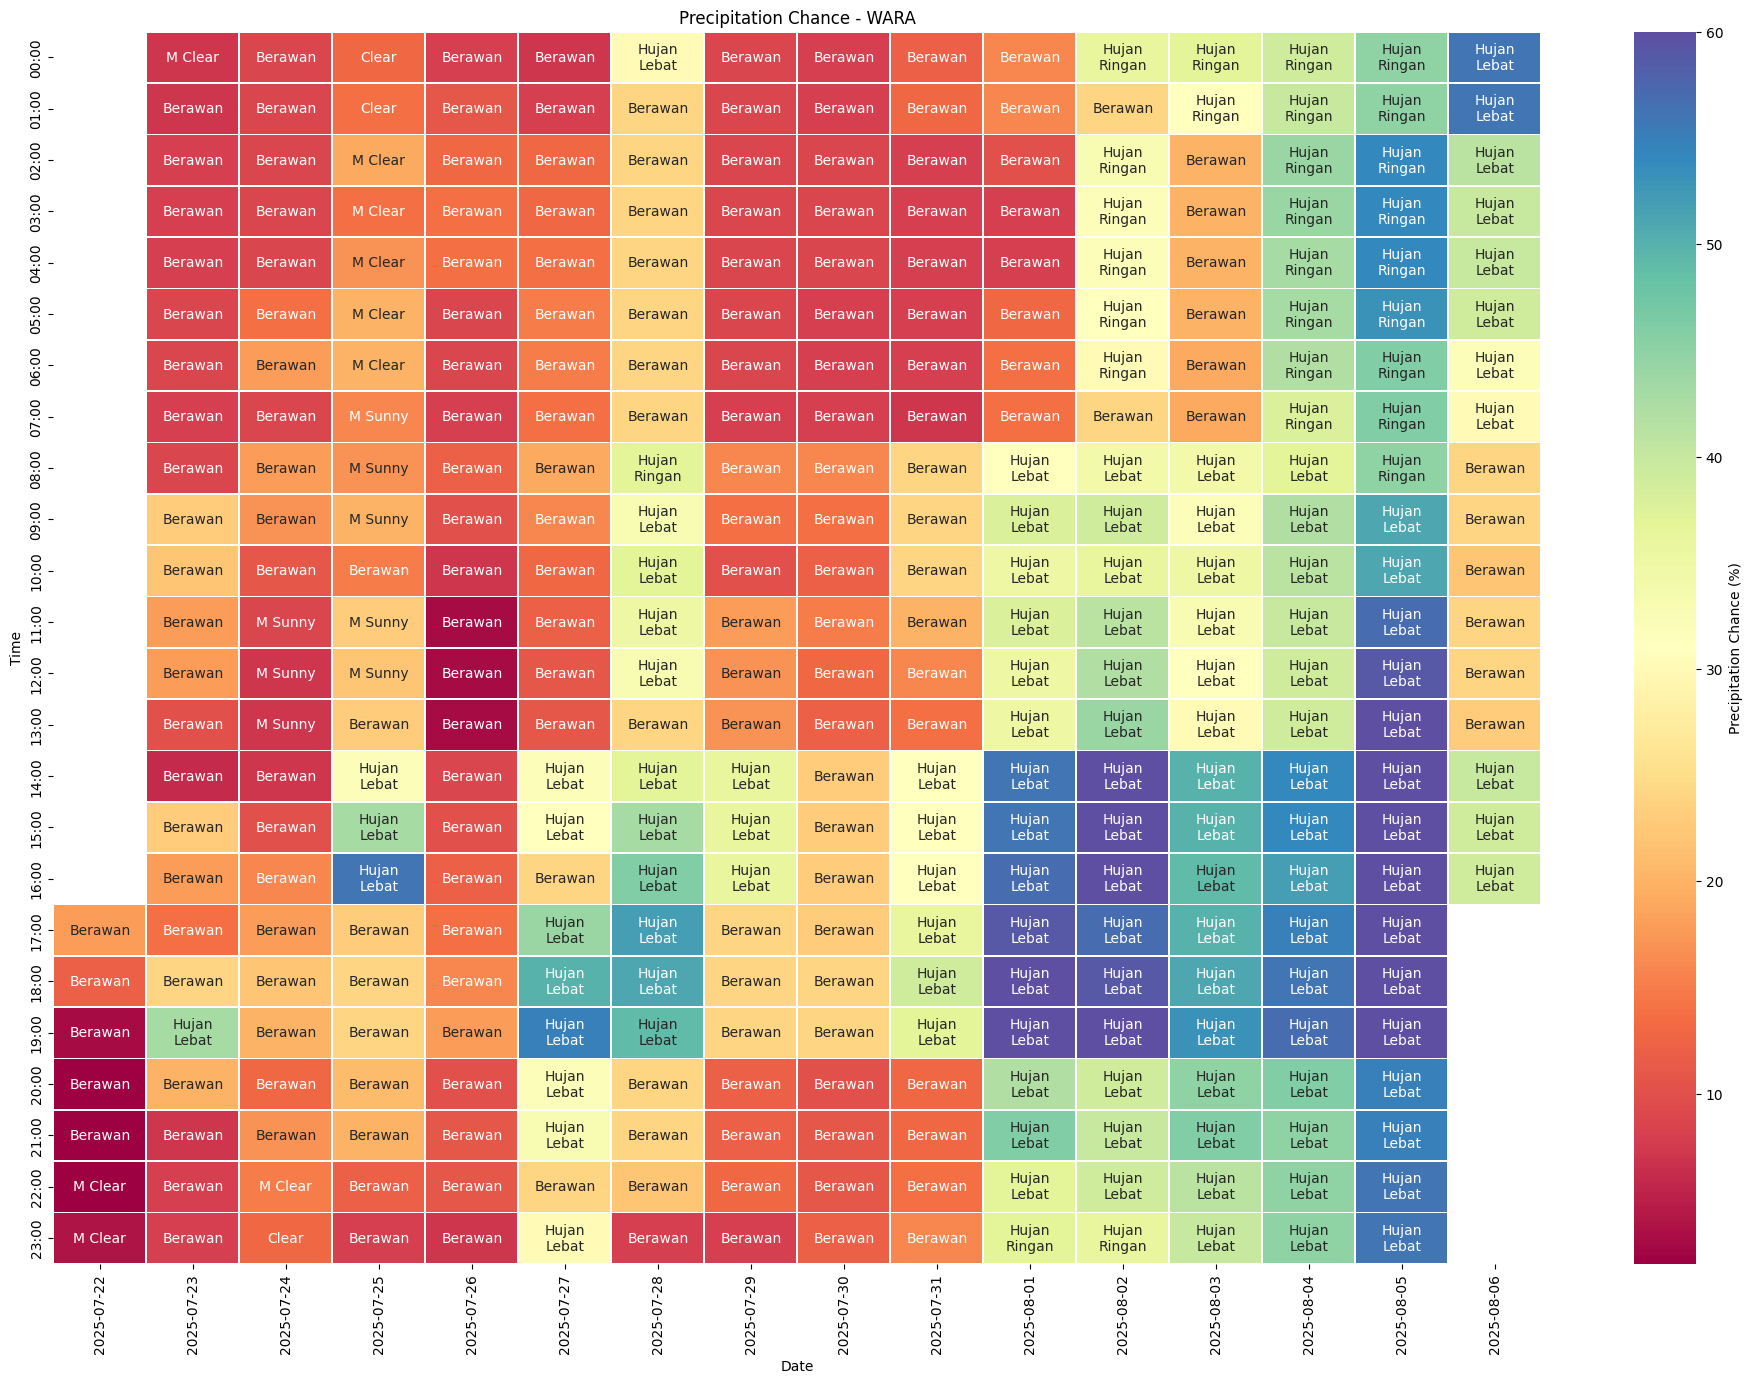 Precipitation Chance - WARA
00:00 M Clear Berawan Clear Berawan Berawan Hujan Lebat Berawan Berawan Berawan Berawan Hujan Ringan Hujan Ringan Hujan Ringan Hujan Ringan Hujan Lebat
01:00 Berawan Berawan Clear Berawan Berawan Berawan Berawan Berawan Berawan Berawan Berawan Hujan Ringan Hujan Ringan Hujan Ringan Hujan Lebat
02:00 Berawan Berawan M Clear Berawan Berawan Berawan Berawan Berawan Berawan Berawan Hujan Ringan Berawan Hujan Ringan Hujan Ringan Hujan Lebat
03:00 Berawan Berawan M Clear Berawan Berawan Berawan Berawan Berawan Berawan Berawan Hujan Ringan Berawan Hujan Ringan Hujan Ringan Hujan Lebat
04:00 Berawan Berawan M Clear Berawan Berawan Berawan Berawan Berawan Berawan Berawan Hujan Ringan Berawan Hujan Ringan Hujan Ringan Hujan Lebat
05:00 Berawan Berawan M Clear Berawan Berawan Berawan Berawan Berawan Berawan Berawan Hujan Ringan Berawan Hujan Ringan Hujan Ringan Hujan Lebat
06:00 Berawan Berawan M Clear Berawan Berawan Berawan Berawan Berawan Berawan Berawan Hujan Ringan Berawan Hujan Ringan Hujan Ringan Hujan Lebat
07:00 Berawan Berawan M Sunny Berawan Berawan Berawan Berawan Berawan Berawan Berawan Berawan Berawan Hujan Ringan Hujan Ringan Hujan Lebat
08:00 Berawan Berawan M Sunny Berawan Berawan Hujan Ringan Berawan Berawan Berawan Hujan Lebat Hujan Lebat Hujan Lebat Hujan Lebat Hujan Ringan Berawan
09:00 Berawan Berawan M Sunny Berawan Berawan Hujan Lebat Berawan Berawan Berawan Hujan Lebat Hujan Lebat Hujan Lebat Hujan Lebat Hujan Lebat Berawan
10:00 Berawan Berawan Berawan Berawan Berawan Hujan Lebat Berawan Berawan Berawan Hujan Lebat Hujan Lebat Hujan Lebat Hujan Lebat Hujan Lebat Berawan
11:00 Berawan M Sunny M Sunny Berawan Berawan Hujan Lebat Berawan Berawan Berawan Hujan Lebat Hujan Lebat Hujan Lebat Hujan Lebat Hujan Lebat Berawan
12:00 Berawan M Sunny M Sunny Berawan Berawan Hujan Lebat Berawan Berawan Berawan Hujan Lebat Hujan Lebat Hujan Lebat Hujan Lebat Hujan Lebat Berawan
13:00 Berawan M Sunny Berawan Berawan Berawan Berawan Berawan Berawan Berawan Hujan Lebat Hujan Lebat Hujan Lebat Hujan Lebat Hujan Lebat Berawan
14:00 Berawan Berawan Hujan Lebat Berawan Hujan Lebat Hujan Lebat Hujan Lebat Berawan Hujan Lebat Hujan Lebat Hujan Lebat Hujan Lebat Hujan Lebat Hujan Lebat Hujan Lebat
15:00 Berawan Berawan Hujan Lebat Berawan Hujan Lebat Hujan Lebat Hujan Lebat Berawan Hujan Lebat Hujan Lebat Hujan Lebat Hujan Lebat Hujan Lebat Hujan Lebat Hujan Lebat
16:00 Berawan Berawan Hujan Lebat Berawan Berawan Hujan Lebat Hujan Lebat Berawan Hujan Lebat Hujan Lebat Hujan Lebat Hujan Lebat Hujan Lebat Hujan Lebat Hujan Lebat
17:00 Berawan Berawan Berawan Berawan Berawan Hujan Lebat Hujan Lebat Berawan Berawan Hujan Lebat Hujan Lebat Hujan Lebat Hujan Lebat Hujan Lebat Hujan Lebat
18:00 Berawan Berawan Berawan Berawan Berawan Hujan Lebat Hujan Lebat Berawan Berawan Hujan Lebat Hujan Lebat Hujan Lebat Hujan Lebat Hujan Lebat Hujan Lebat
19:00 Berawan Hujan Lebat Berawan Berawan Berawan Hujan Lebat Hujan Lebat Berawan Berawan Hujan Lebat Hujan Lebat Hujan Lebat Hujan Lebat Hujan Lebat Hujan Lebat
20:00 Berawan Berawan Berawan Berawan Berawan Hujan Lebat Berawan Berawan Berawan Berawan Hujan Lebat Hujan Lebat Hujan Lebat Hujan Lebat Hujan Lebat
21:00 Berawan Berawan Berawan Berawan Berawan Hujan Lebat Berawan Berawan Berawan Berawan Hujan Lebat Hujan Lebat Hujan Lebat Hujan Lebat Hujan Lebat
22:00 M Clear Berawan M Clear Berawan Berawan Berawan Berawan Berawan Berawan Berawan Hujan Lebat Hujan Lebat Hujan Lebat Hujan Lebat Hujan Lebat
23:00 M Clear Berawan Clear Berawan Berawan Hujan Lebat Berawan Berawan Berawan Berawan Hujan Ringan Hujan Ringan Hujan Lebat Hujan Lebat Hujan Lebat
Time
2025-07-22 2025-07-23 2025-07-24 2025-07-25 2025-07-26 2025-07-27 2025-07-28 2025-07-29 2025-07-30 2025-07-31 2025-08-01 2025-08-02 2025-08-03 2025-08-04 2025-08-05 2025-08-06
Date
60
50
40
30
20
10
Precipitation Chance (%)